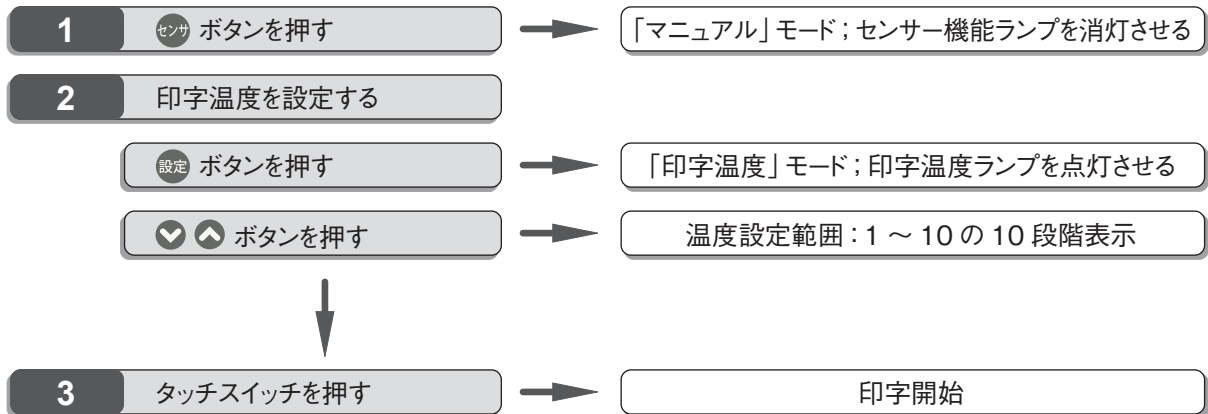 1 センサ ボタンを押す 「マニュアル」モード;センサー機能ランプを消灯させる
2 印字温度を設定する
設定 ボタンを押す 「印字温度」モード;印字温度ランプを点灯させる
ボタンを押す 温度設定範囲:1 ~ 10 の 10 段階表示
3 タッチスイッチを押す 印字開始